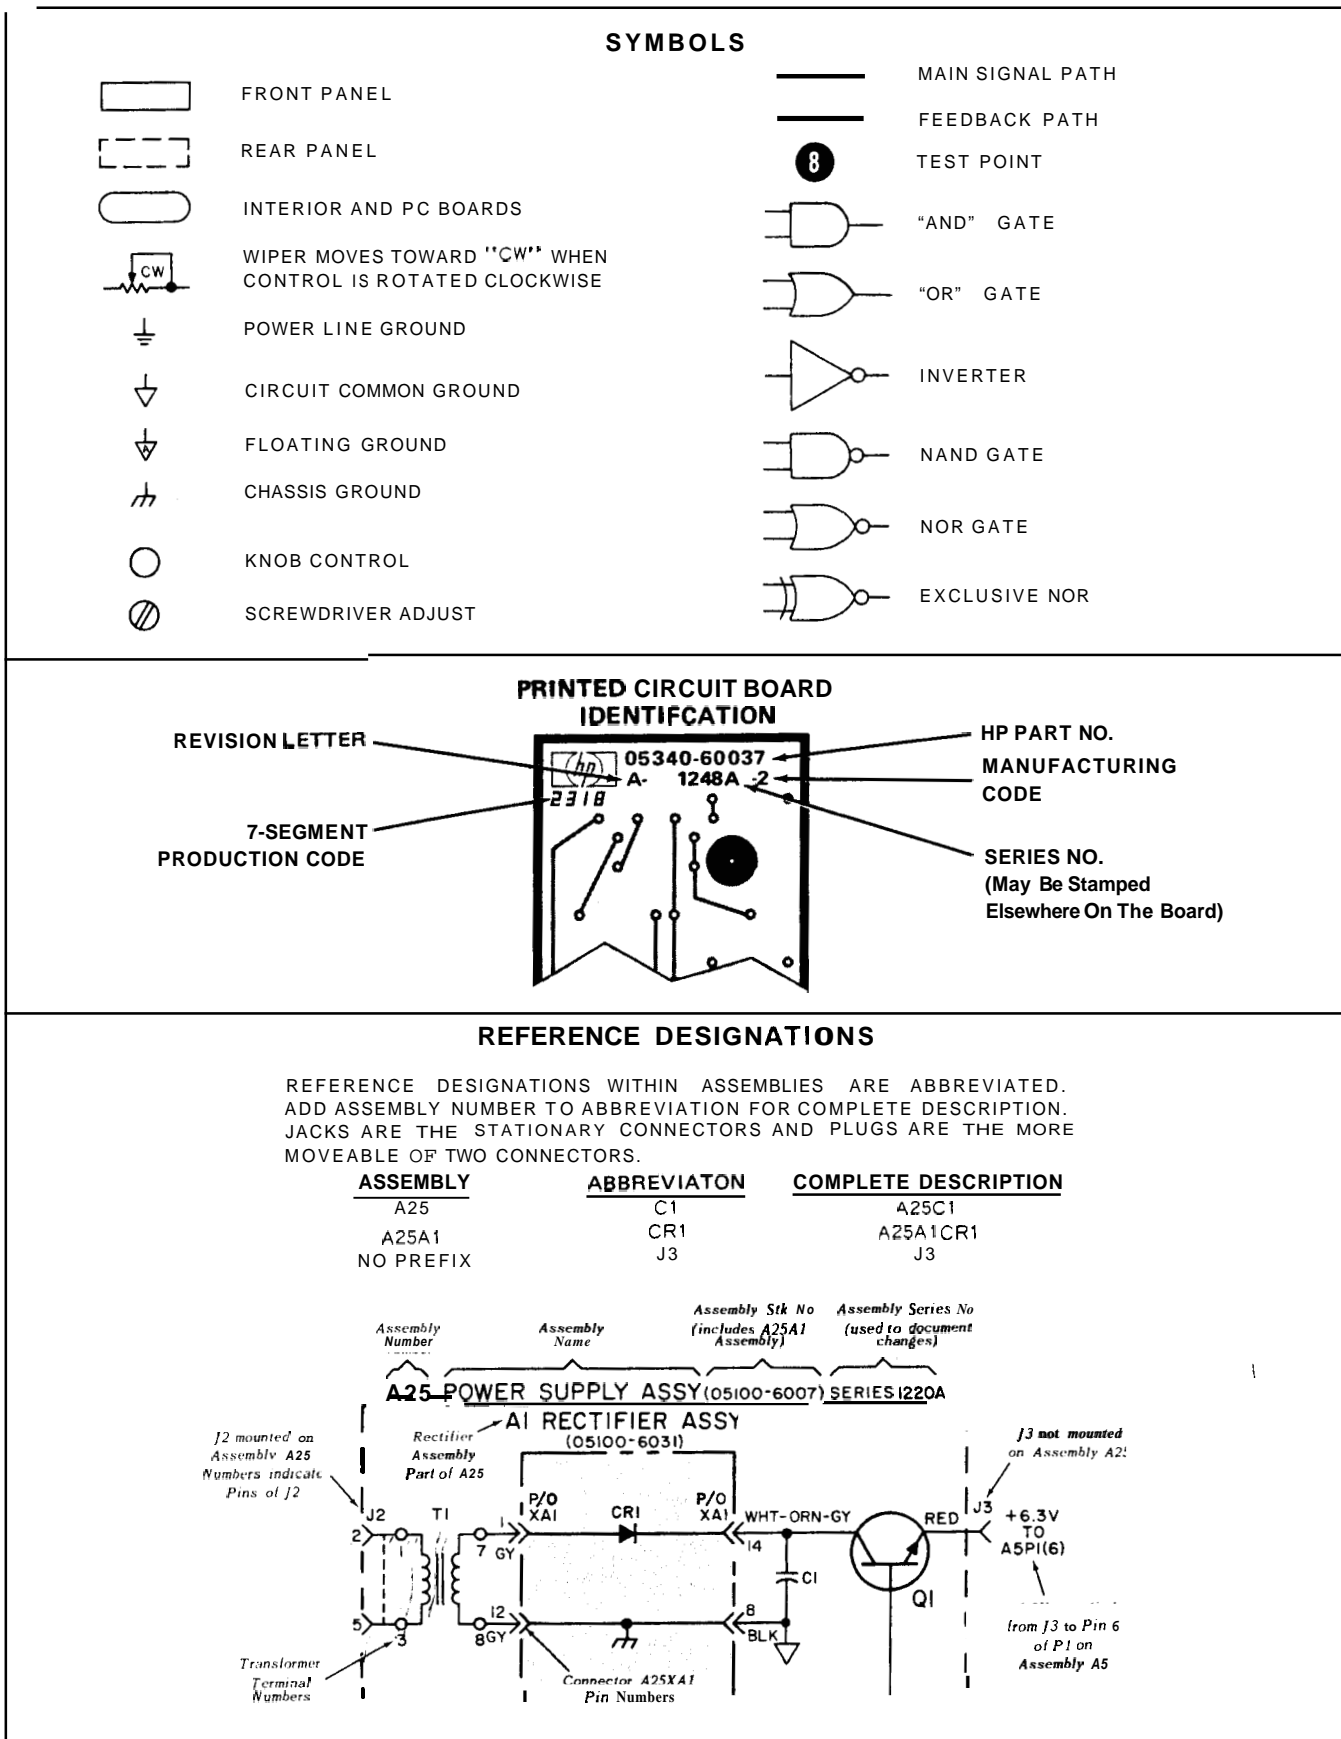 SYMBOLS
FRONT PANEL
REAR PANEL
INTERIOR AND PC BOARDS
CW
WIPER MOVES TOWARD "CW" WHEN
CONTROL IS ROTATED CLOCKWISE
POWER LINE GROUND
CIRCUIT COMMON GROUND
A
FLOATING GROUND
CHASSIS GROUND
KNOB CONTROL
SCREWDRIVER ADJUST
MAIN SIGNAL PATH
FEEDBACK PATH
8
TEST POINT
“AND” GATE
“OR” GATE
INVERTER
NAND GATE
NOR GATE
EXCLUSIVE NOR
PRINTED CIRCUIT BOARD
IDENTIFCATION
REVISION LETTER
7-SEGMENT
PRODUCTION CODE
hp
05340-60037
A- 1248A -2
2318
HP PART NO.
MANUFACTURING
CODE
SERIES NO.
(May Be Stamped
Elsewhere On The Board)
REFERENCE DESIGNATIONS
REFERENCE DESIGNATIONS WITHIN ASSEMBLIES ARE ABBREVIATED.
ADD ASSEMBLY NUMBER TO ABBREVIATION FOR COMPLETE DESCRIPTION.
JACKS ARE THE STATIONARY CONNECTORS AND PLUGS ARE THE MORE
MOVEABLE OF TWO CONNECTORS.
ASSEMBLY ABBREVIATON COMPLETE DESCRIPTION
A25 C1 A25C1
A25A1 CR1 A25A1CR1
NO PREFIX J3 J3
Assembly
Number
Assembly
Name
Assembly Stk No
(includes A25A1
Assembly)
Assembly Series No
(used to document
changes)
A25 POWER SUPPLY ASSY (05100-6007) SERIES 1220A
A1 RECTIFIER ASSY
(05100-6031)
J2 mounted on
Assembly A25
Numbers indicate
Pins of J2
Rectifier
Assembly
Part of A25
J3 not mounted
on Assembly A25
J2
T1
P/O
XA1
CR1
P/O
XA1
WHT-ORN-GY
RED
J3
+6.3V
TO
A5P1(6)
2
1
7
1
GY
14
C1
Q1
5
3
8
12
GY
8
BLK
from J3 to Pin 6
of P1 on
Assembly A5
Transformer
Terminal
Numbers
Connector A25XA1
Pin Numbers